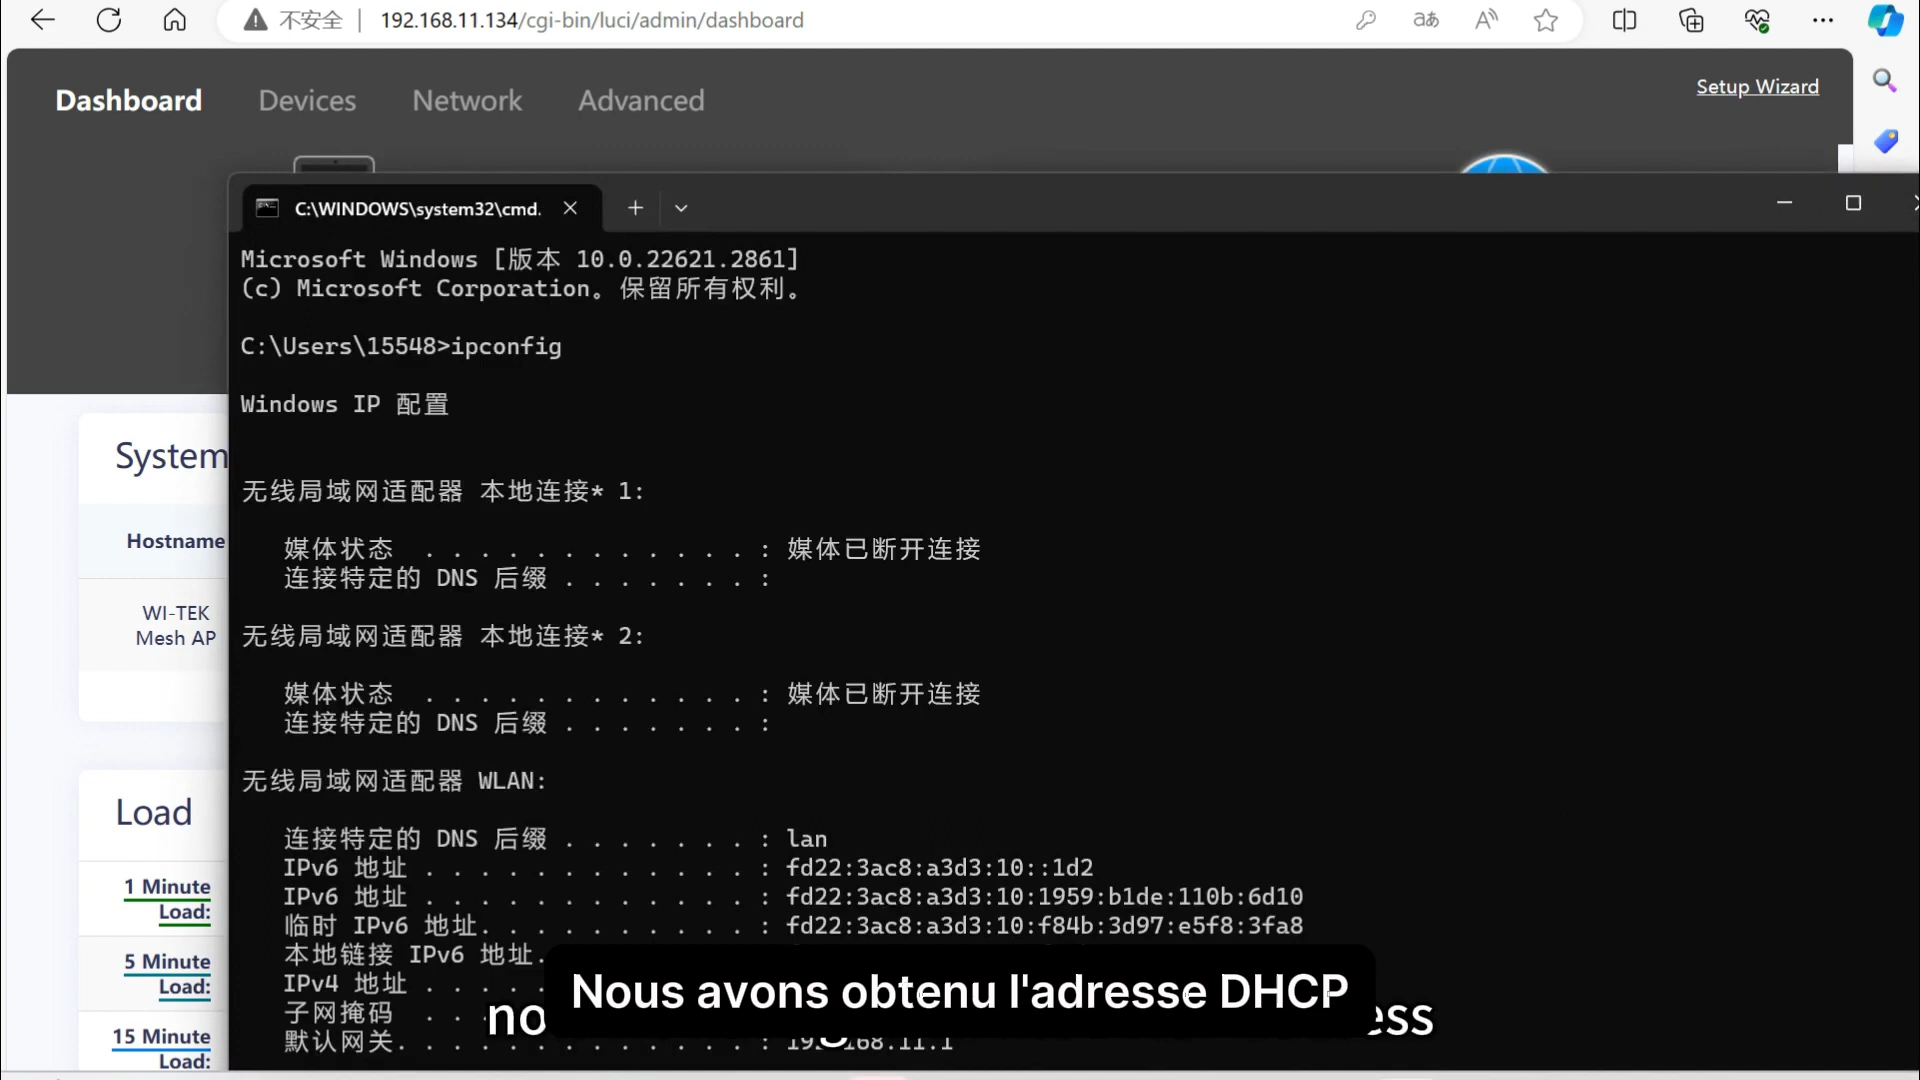 不安全 | 192.168.11.134/cgi-bin/luci/admin/dashboard
Dashboard Devices Network Advanced
Setup Wizard
C:\WINDOWS\system32\cmd.
Microsoft Windows [版本 10.0.22621.2861]
(c) Microsoft Corporation。保留所有权利。
C:\Users\15548>ipconfig
Windows IP 配置
System
无线局域网适配器 本地连接* 1:
Hostname
媒体状态 . . . . . . . . . . . . : 媒体已断开连接
连接特定的 DNS 后缀 . . . . . . . :
WI-TEK
Mesh AP
无线局域网适配器 本地连接* 2:
媒体状态 . . . . . . . . . . . . : 媒体已断开连接
连接特定的 DNS 后缀 . . . . . . . :
无线局域网适配器 WLAN:
Load
连接特定的 DNS 后缀 . . . . . . . : lan
IPv6 地址 . . . . . . . . . . . . : fd22:3ac8:a3d3:10::1d2
IPv6 地址 . . . . . . . . . . . . : fd22:3ac8:a3d3:10:1959:b1de:110b:6d10
临时 IPv6 地址. . . . . . . . . . : fd22:3ac8:a3d3:10:f84b:3d97:e5f8:3fa8
本地链接 IPv6 地址.
IPv4 地址 . . . . .
子网掩码 . . .
默认网关. . . . . . . . . . . . . : 192.168.11.1
1 Minute
Load:
5 Minute
Load:
15 Minute
Load:
Nous avons obtenu l'adresse DHCP